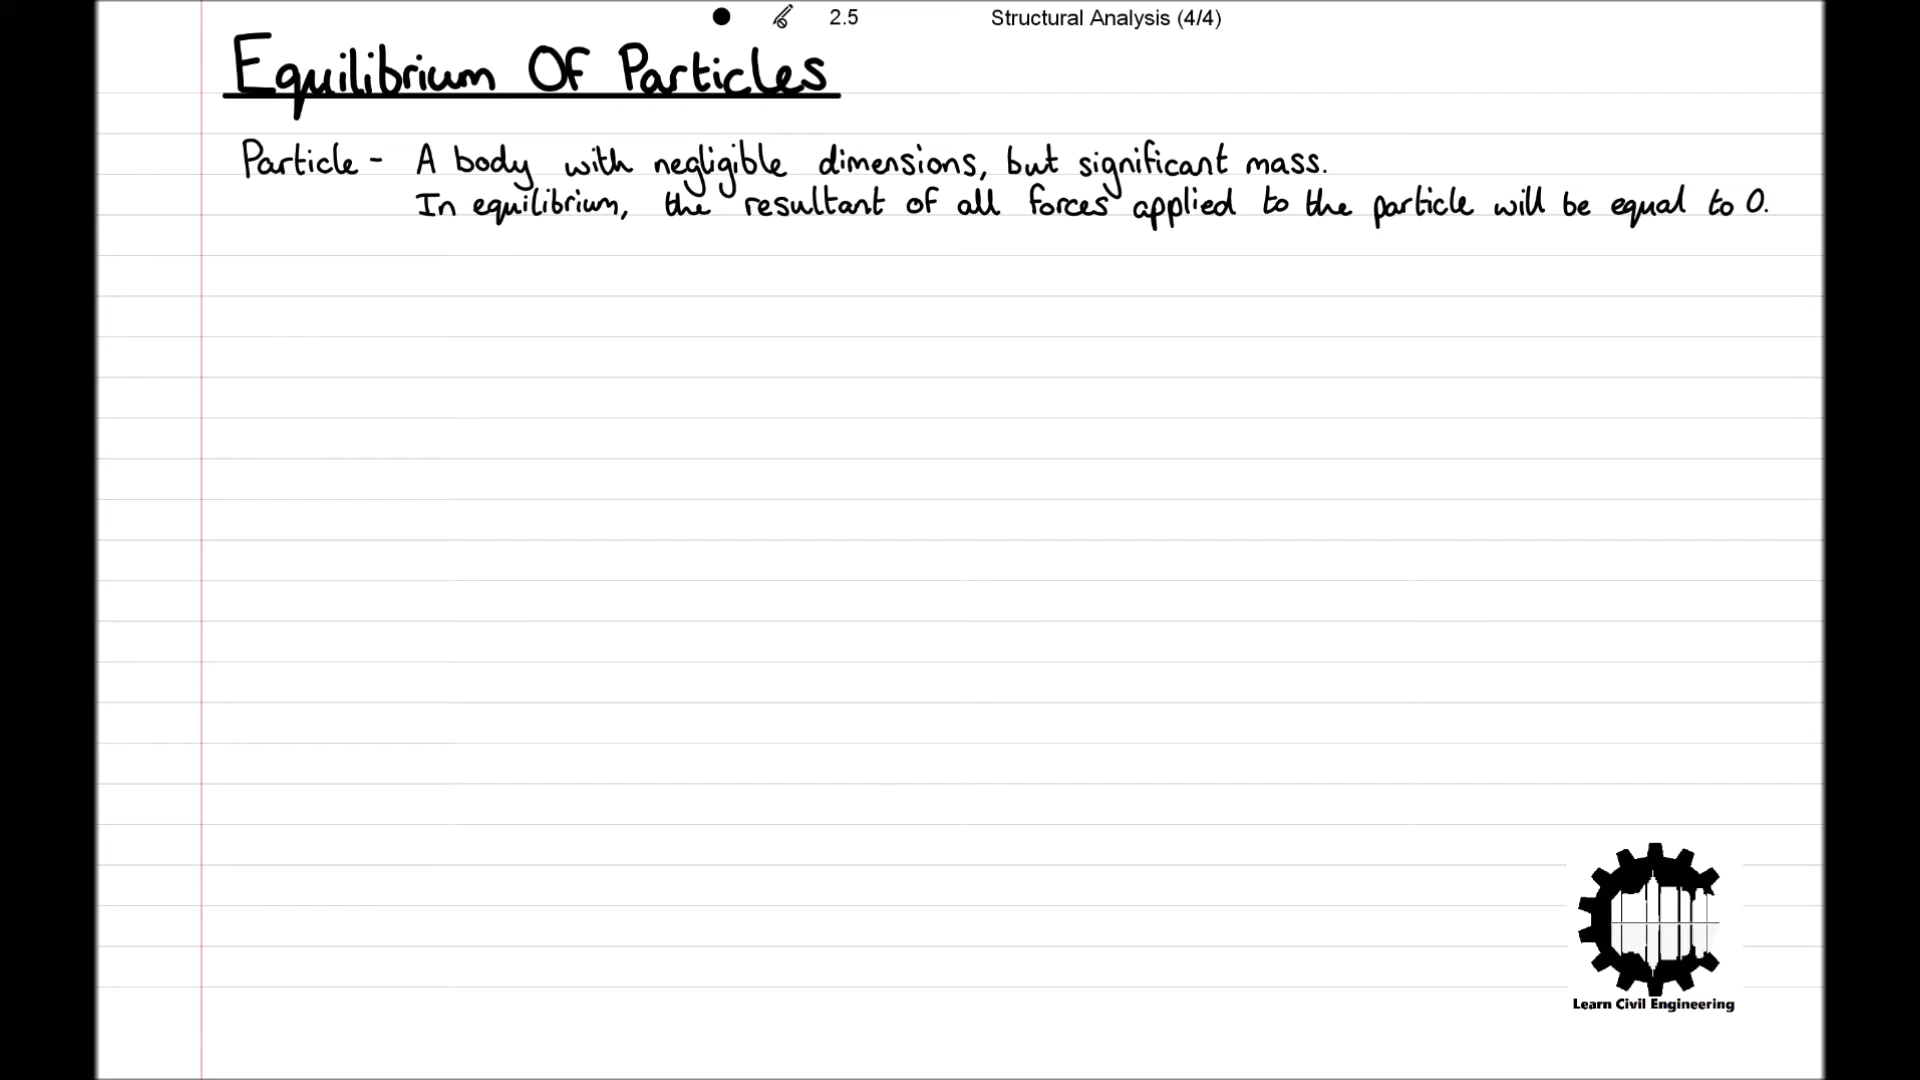 2.5 Structural Analysis (4/4)
Equilibrium Of Particles
Particle - A body with negligible dimensions, but significant mass.
In equilibrium, the resultant of all forces applied to the particle will be equal to 0.
Learn Civil Engineering